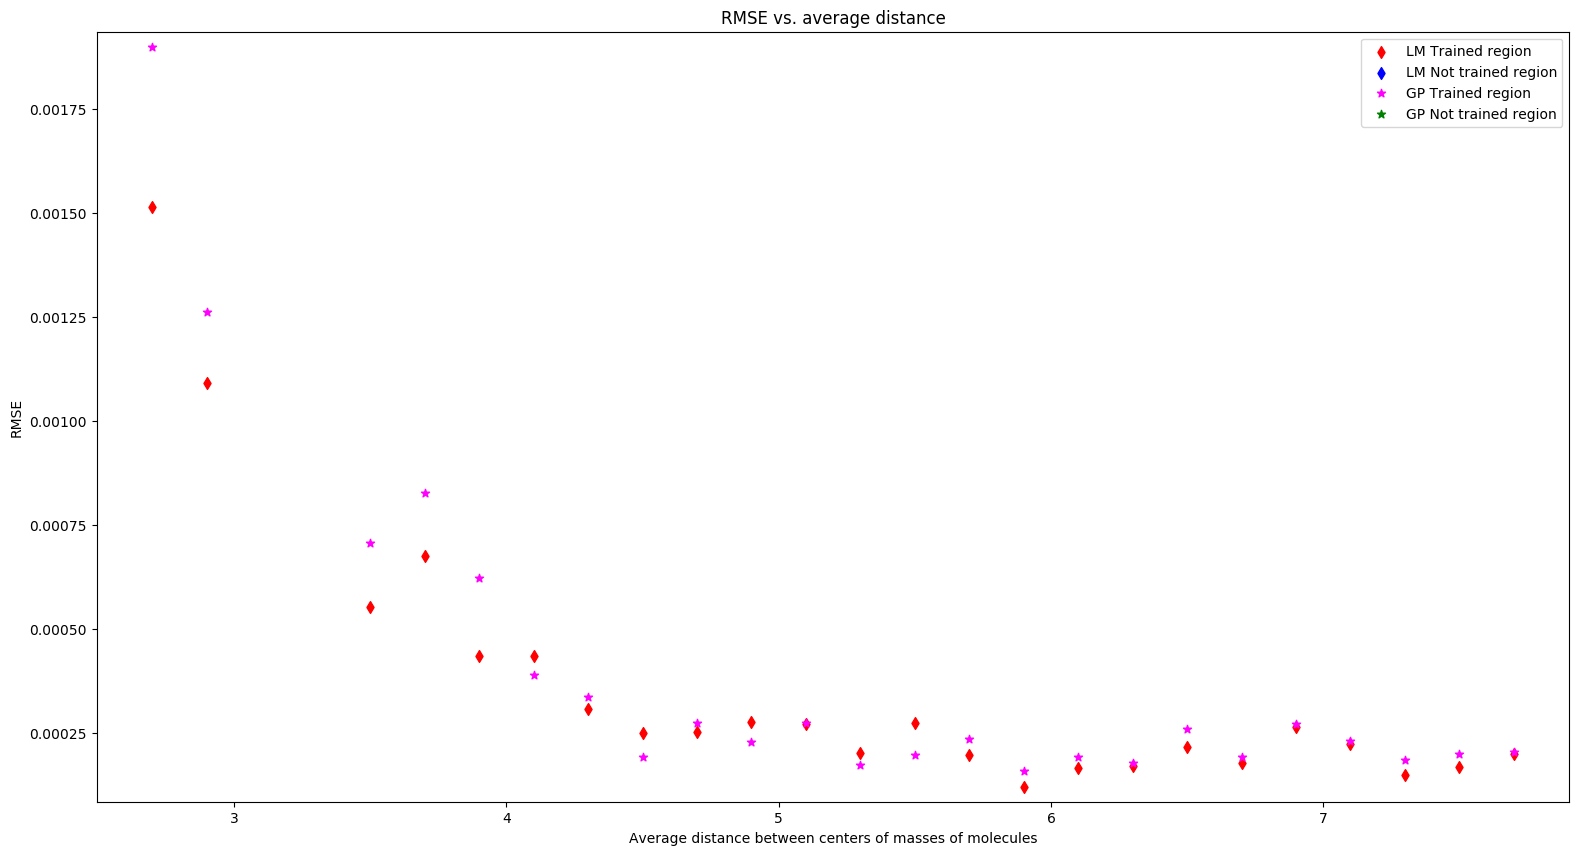 RMSE vs. average distance
LM Trained region
LM Not trained region
GP Trained region
GP Not trained region
0.00175
0.00150
0.00125
0.00100
0.00075
0.00050
0.00025
RMSE
3 4 5 6 7
Average distance between centers of masses of molecules